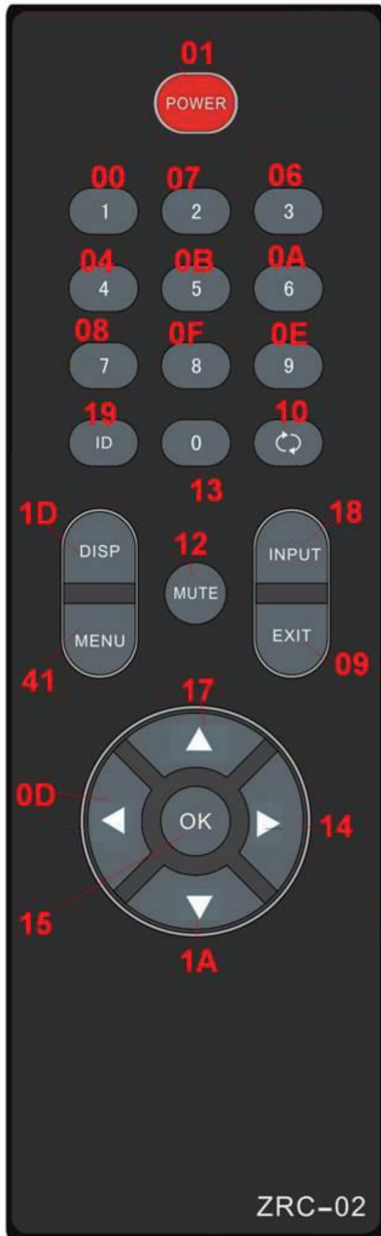 01
POWER
00 07 06
1 2 3
04 0B 0A
4 5 6
08 0F 0E
7 8 9
19 10
ID 0
13
1D 12 18
DISP MUTE INPUT
MENU EXIT
41 09
17
0D OK 14
15
1A
ZRC-02